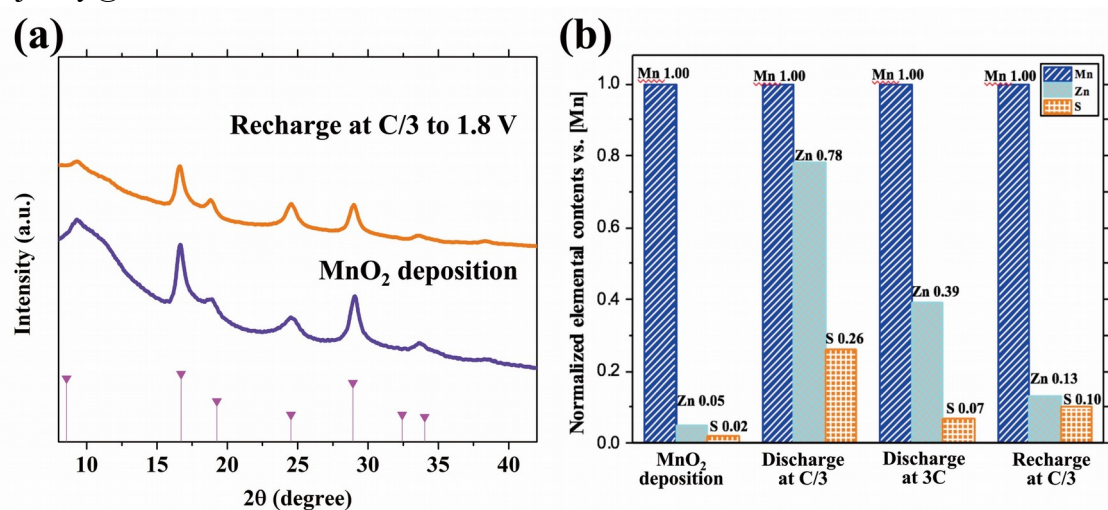 (a)
Recharge at C/3 to 1.8 V
MnO₂ deposition
Intensity (a.u.)
10 15 20 25 30 35 40
2θ (degree)
(b)
Normalized elemental contents vs. [Mn]
1.0
0.8
0.6
0.4
0.2
0.0
Mn 1.00 Mn 1.00 Mn 1.00 Mn 1.00
Mn
Zn
S
Zn 0.05
S 0.02
Zn 0.78
S 0.26
Zn 0.39
S 0.07
Zn 0.13
S 0.10
MnO₂
deposition
Discharge
at C/3
Discharge
at 3C
Recharge
at C/3